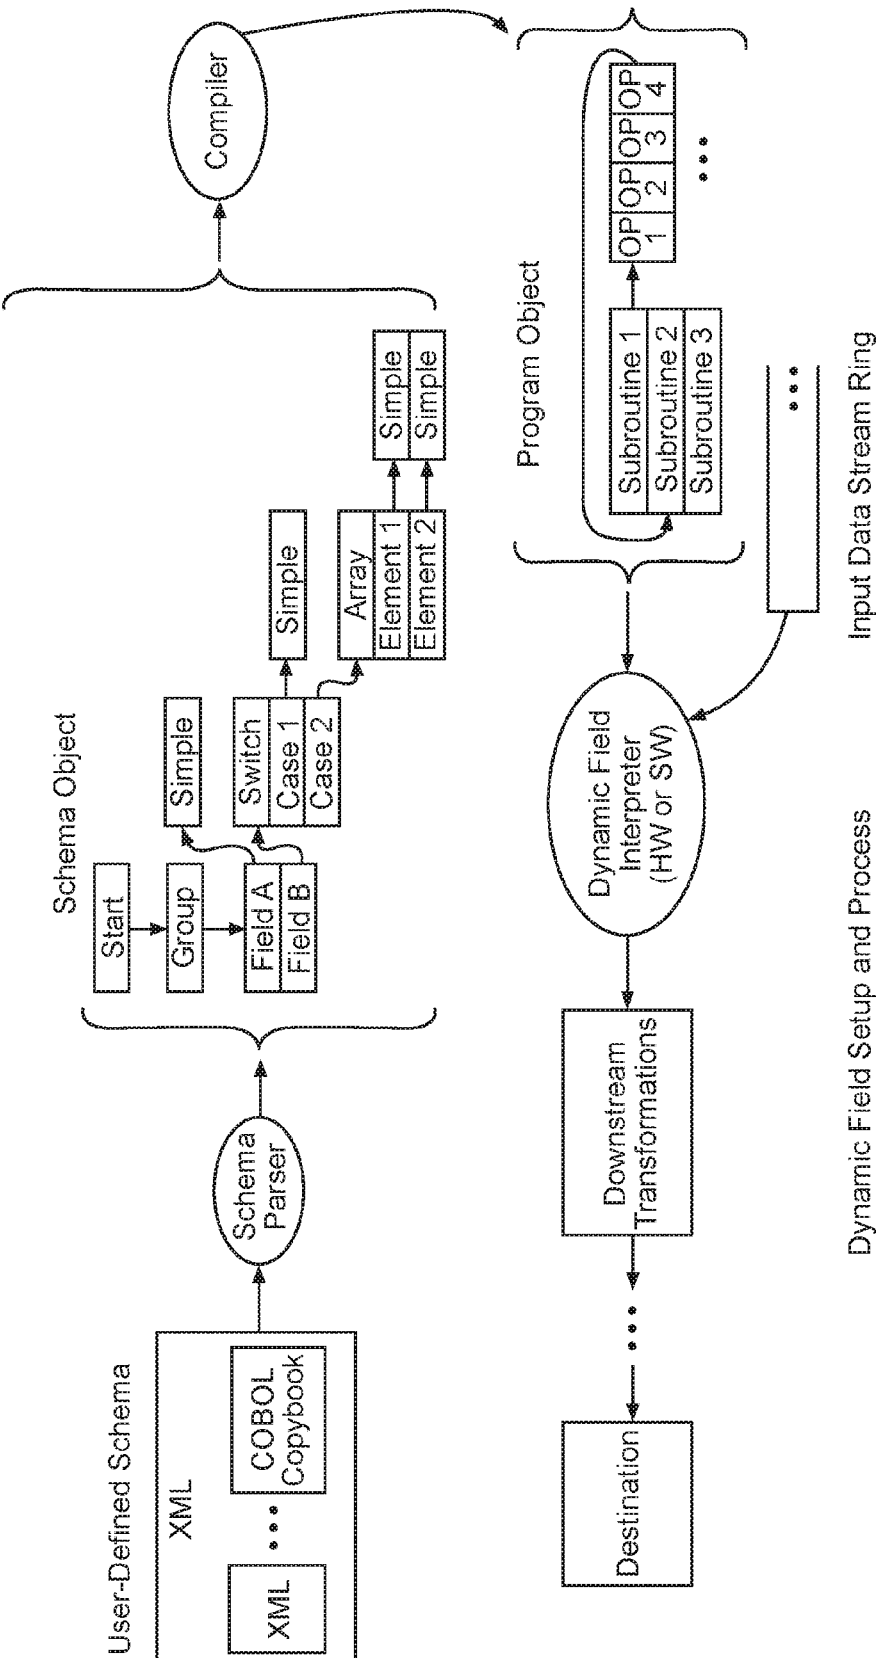 User-Defined Schema
XML
XML
COBOL
Copybook
Schema
Parser
Schema Object
Start
Group
Field A
Field B
Simple
Switch
Case 1
Case 2
Simple
Array
Element 1
Element 2
Simple
Simple
Compiler
Destination
Downstream
Transformations
Dynamic Field
Interpreter
(HW or SW)
Program Object
Subroutine 1
Subroutine 2
Subroutine 3
OP
1
OP
2
OP
3
OP
4
Input Data Stream Ring
Dynamic Field Setup and Process